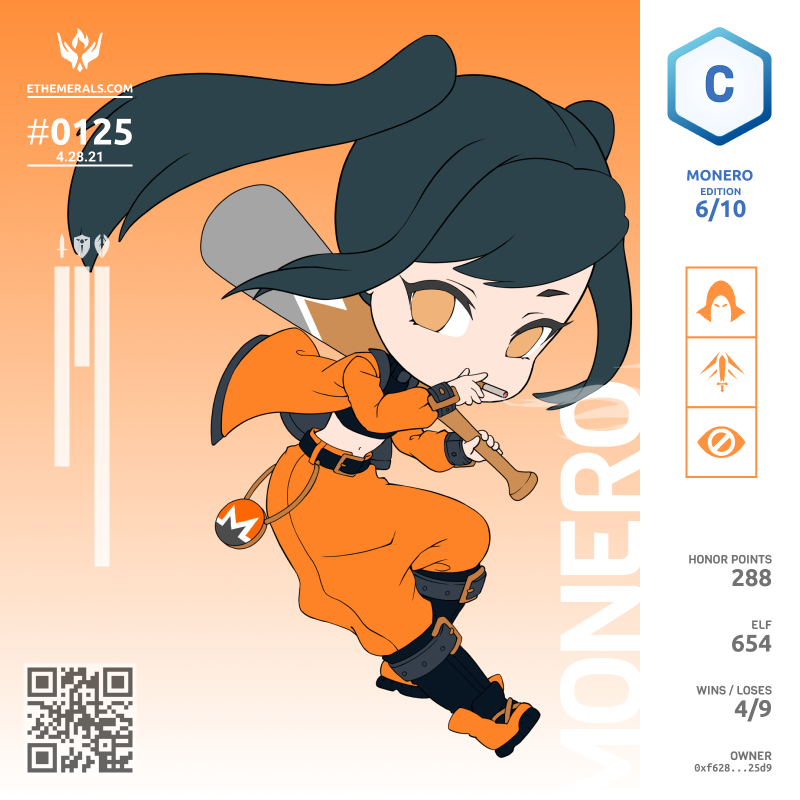 ETHEMERALS.COM
#0125
4.28.21
C
MONERO
EDITION
6/10
MONERO
HONOR POINTS
288
ELF
654
WINS / LOSES
4/9
OWNER
0xf628...25d9